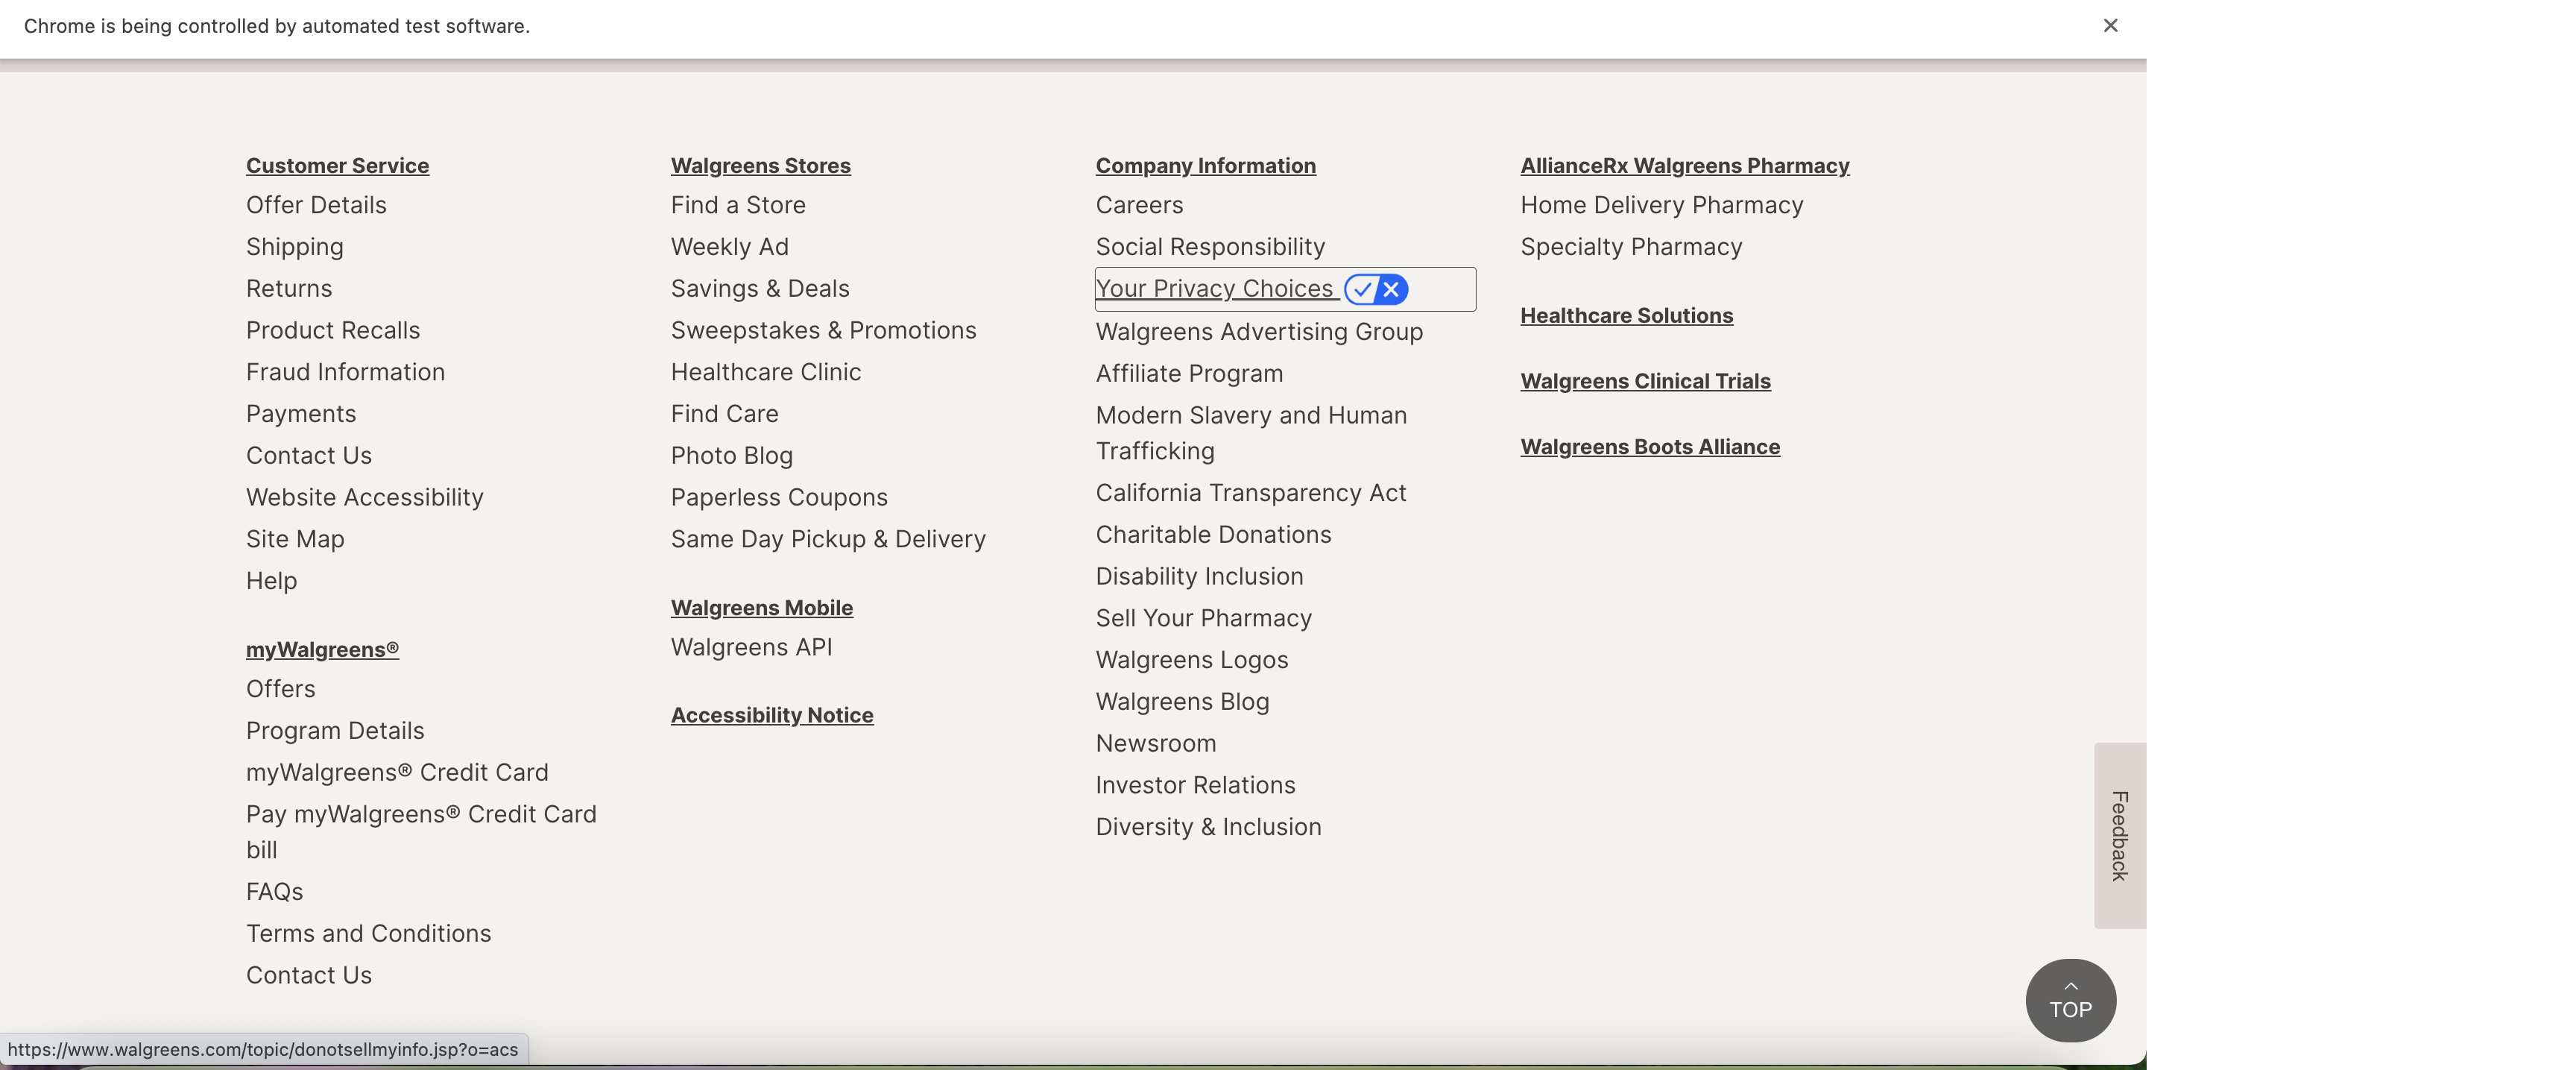 Chrome is being controlled by automated test software.
Customer Service
Offer Details
Shipping
Returns
Product Recalls
Fraud Information
Payments
Contact Us
Website Accessibility
Site Map
Help
myWalgreens®
Offers
Program Details
myWalgreens® Credit Card
Pay myWalgreens® Credit Card
bill
FAQs
Terms and Conditions
Contact Us
Walgreens Stores
Find a Store
Weekly Ad
Savings & Deals
Sweepstakes & Promotions
Healthcare Clinic
Find Care
Photo Blog
Paperless Coupons
Same Day Pickup & Delivery
Walgreens Mobile
Walgreens API
Accessibility Notice
Company Information
Careers
Social Responsibility
Your Privacy Choices
Walgreens Advertising Group
Affiliate Program
Modern Slavery and Human
Trafficking
California Transparency Act
Charitable Donations
Disability Inclusion
Sell Your Pharmacy
Walgreens Logos
Walgreens Blog
Newsroom
Investor Relations
Diversity & Inclusion
AllianceRx Walgreens Pharmacy
Home Delivery Pharmacy
Specialty Pharmacy
Healthcare Solutions
Walgreens Clinical Trials
Walgreens Boots Alliance
Feedback
TOP
https://www.walgreens.com/topic/donotsellmyinfo.jsp?o=acs